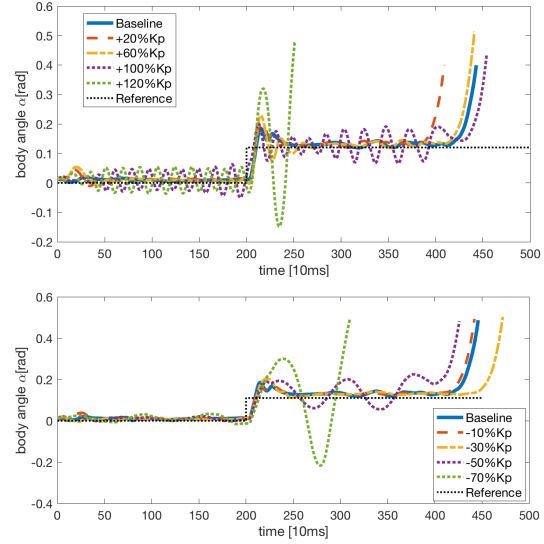 0.6
0.5
0.4
0.3
0.2
0.1
0
-0.1
-0.2
body angle α[rad]
Baseline
+20%Kp
+60%Kp
+100%Kp
+120%Kp
Reference
0 50 100 150 200 250 300 350 400 450 500
time [10ms]
0.6
0.4
0.2
0
-0.2
-0.4
body angle α[rad]
Baseline
-10%Kp
-30%Kp
-50%Kp
-70%Kp
Reference
0 50 100 150 200 250 300 350 400 450 500
time [10ms]